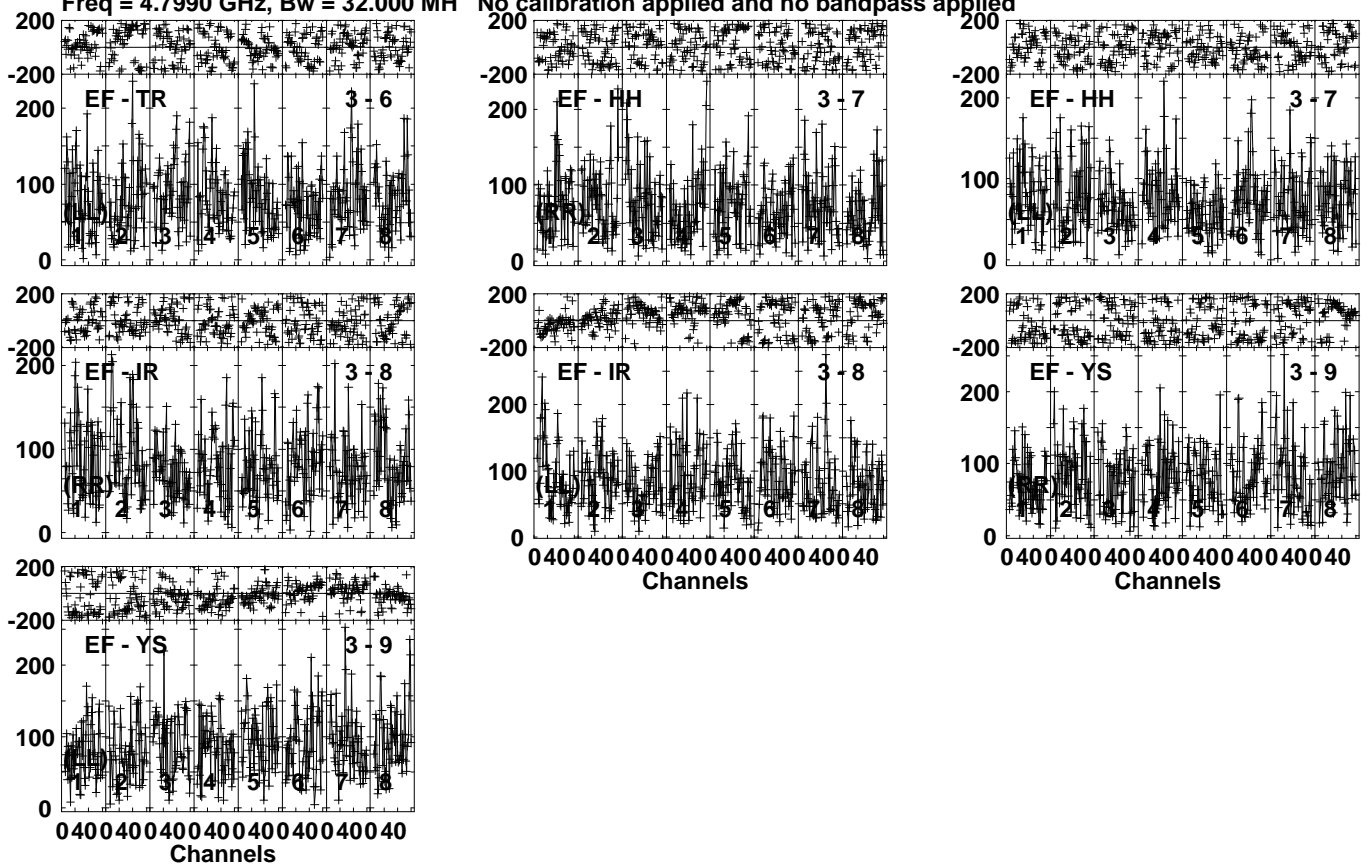 Freq = 4.7990 GHz, Bw = 32.000 MH   No calibration applied and no bandpass applied
200
-200
EF - TR 3 - 6
200
100
0
(LL)
1 2 3 4 5 6 7 8
200
-200
EF - HH 3 - 7
200
100
0
(RR)
1 2 3 4 5 6 7 8
200
-200
EF - HH 3 - 7
200
100
0
(LL)
1 2 3 4 5 6 7 8
200
-200
EF - IR 3 - 8
200
100
0
(RR)
1 2 3 4 5 6 7 8
200
-200
EF - IR 3 - 8
200
100
0
(LL)
1 2 3 4 5 6 7 8
0 40 0 40 0 40 0 40 0 40 0 40 0 40 0 40
Channels
200
-200
EF - YS 3 - 9
200
100
0
(RR)
1 2 3 4 5 6 7 8
0 40 0 40 0 40 0 40 0 40 0 40 0 40 0 40
Channels
200
-200
EF - YS 3 - 9
200
100
0
(LL)
1 2 3 4 5 6 7 8
0 40 0 40 0 40 0 40 0 40 0 40 0 40 0 40
Channels